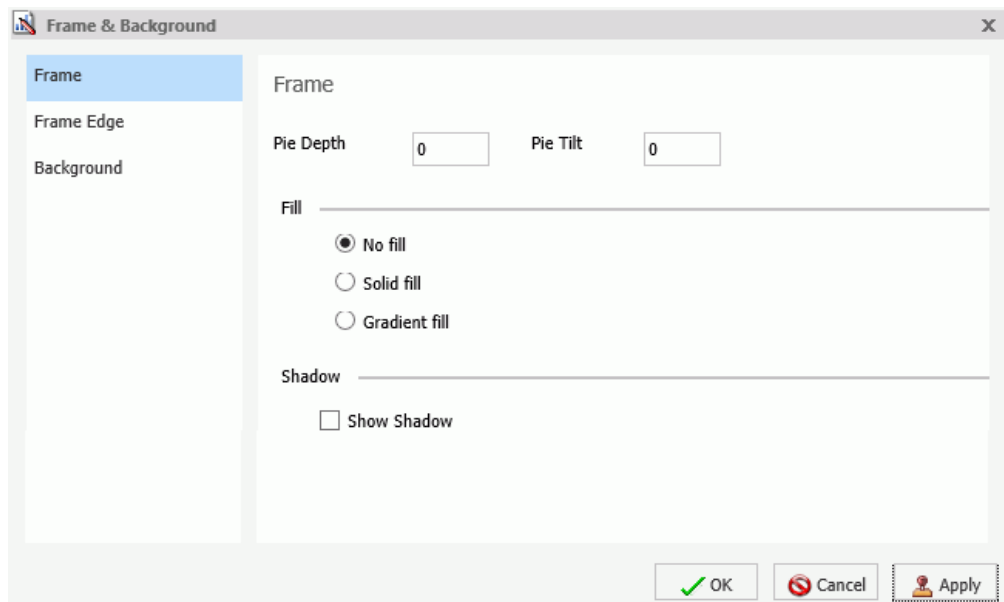 Frame & Background
X
Frame
Frame Edge
Background
Frame
Pie Depth 0 Pie Tilt 0
Fill
No fill
Solid fill
Gradient fill
Shadow
Show Shadow
OK Cancel Apply